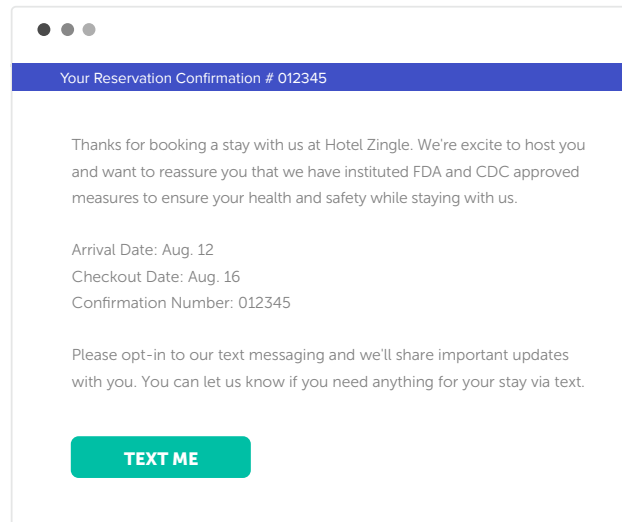 Your Reservation Confirmation # 012345
Thanks for booking a stay with us at Hotel Zingle. We're excite to host you
and want to reassure you that we have instituted FDA and CDC approved
measures to ensure your health and safety while staying with us.
Arrival Date: Aug. 12
Checkout Date: Aug. 16
Confirmation Number: 012345
Please opt-in to our text messaging and we'll share important updates
with you. You can let us know if you need anything for your stay via text.
TEXT ME